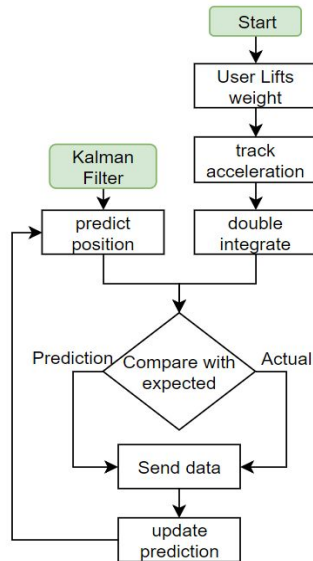 Start
User Lifts
weight
track
acceleration
Kalman
Filter
predict
position
double
integrate
Prediction
Compare with
expected
Actual
Send data
update
prediction